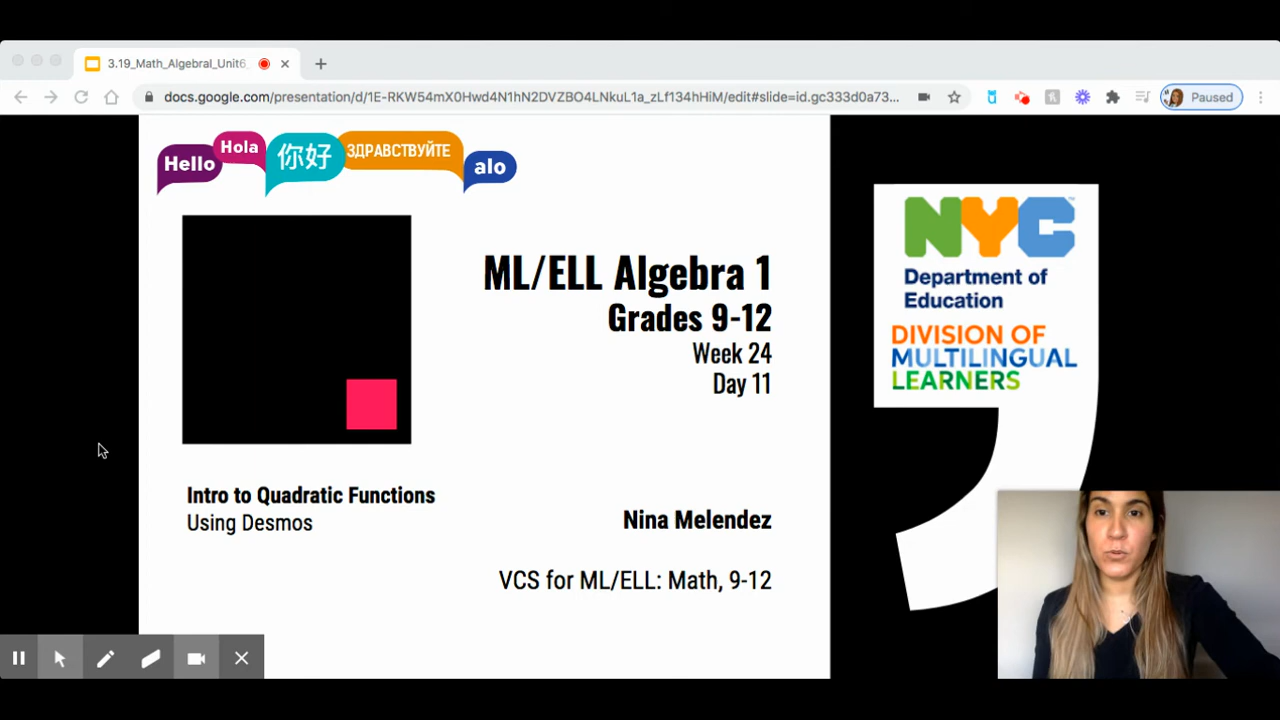 3.19_Math_AlgebraI_Unit6
docs.google.com/presentation/d/1E-RKW54mX0Hwd4N1hN2DVZBO4LNkuL1a_zLf134hHiM/edit#slide=id.gc333d0a73...
Paused
Hello
Hola
你好
ЗДРАВСТВУЙТЕ
alo
NYC
Department of
Education
DIVISION OF
MULTILINGUAL
LEARNERS
ML/ELL Algebra 1
Grades 9-12
Week 24
Day 11
Intro to Quadratic Functions
Using Desmos
Nina Melendez
VCS for ML/ELL: Math, 9-12